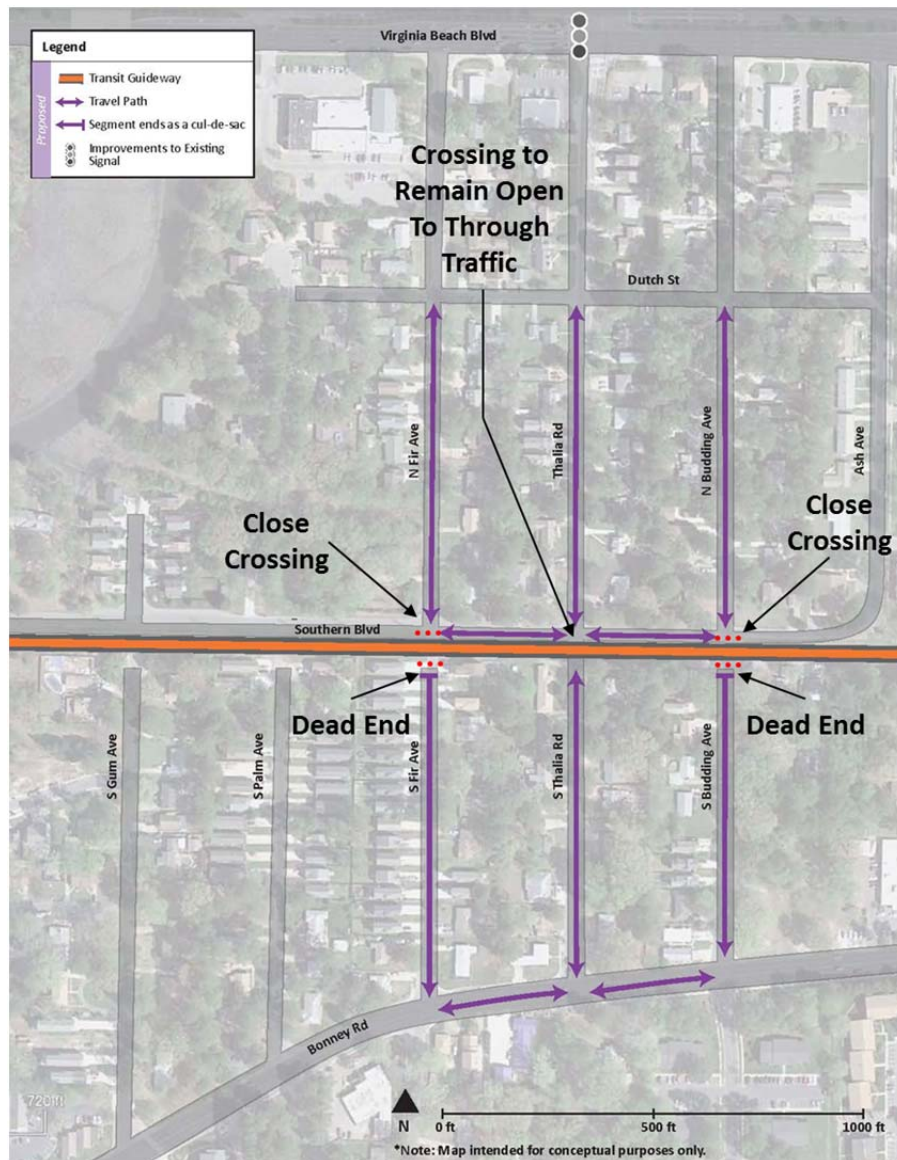 Virginia Beach Blvd
Legend
Proposed
Transit Guideway
Travel Path
Segment ends as a cul-de-sac
Improvements to Existing
Signal
Crossing to
Remain Open
To Through
Traffic
Dutch St
N Fir Ave
Thalia Rd
N Budding Ave
Ash Ave
Close
Crossing
Close
Crossing
Southern Blvd
Dead End
Dead End
S Gum Ave
S Palm Ave
S Fir Ave
S Thalia Rd
S Budding Ave
Bonney Rd
720ft
N
0 ft
500 ft
1000 ft
*Note: Map intended for conceptual purposes only.